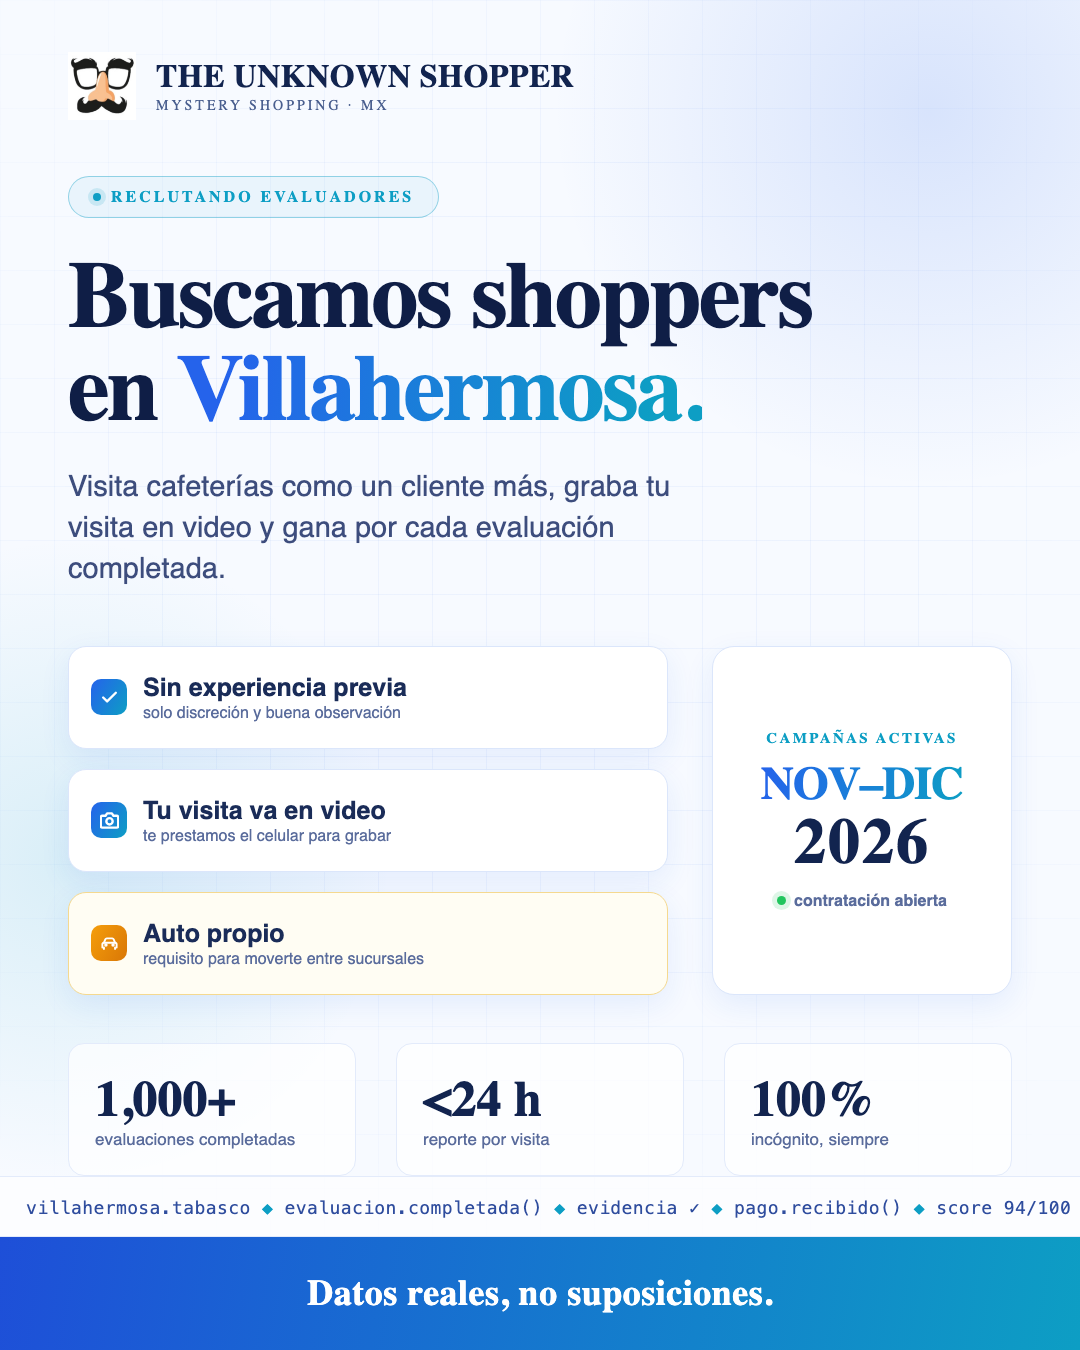 THE UNKNOWN SHOPPER
MYSTERY SHOPPING · MX
RECLUTANDO EVALUADORES
Buscamos shoppers
en Villahermosa.
Visita cafeterías como un cliente más, graba tu
visita en video y gana por cada evaluación
completada.
Sin experiencia previa
solo discreción y buena observación
Tu visita va en video
te prestamos el celular para grabar
Auto propio
requisito para moverte entre sucursales
CAMPAÑAS ACTIVAS
NOV–DIC
2026
contratación abierta
1,000+
evaluaciones completadas
<24 h
reporte por visita
100%
incógnito, siempre
villahermosa.tabasco ◆ evaluacion.completada() ◆ evidencia ✓ ◆ pago.recibido() ◆ score 94/100
Datos reales, no suposiciones.